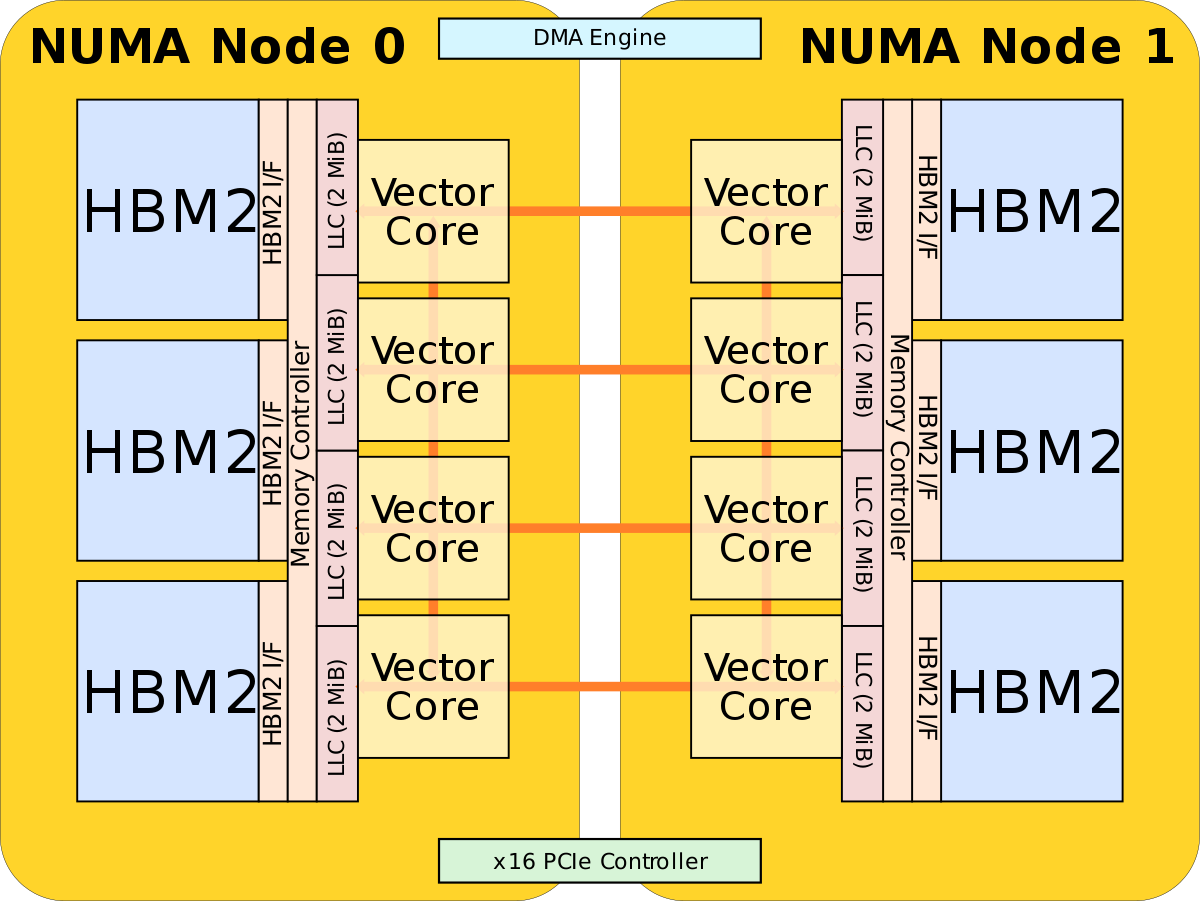 NUMA Node 0
DMA Engine
NUMA Node 1
HBM2
HBM2 I/F
HBM2
HBM2 I/F
HBM2
HBM2 I/F
Memory Controller
LLC (2 MiB)
LLC (2 MiB)
LLC (2 MiB)
LLC (2 MiB)
Vector
Core
Vector
Core
Vector
Core
Vector
Core
Vector
Core
Vector
Core
Vector
Core
Vector
Core
LLC (2 MiB)
LLC (2 MiB)
LLC (2 MiB)
LLC (2 MiB)
Memory Controller
HBM2 I/F
HBM2
HBM2 I/F
HBM2
HBM2 I/F
HBM2
x16 PCIe Controller